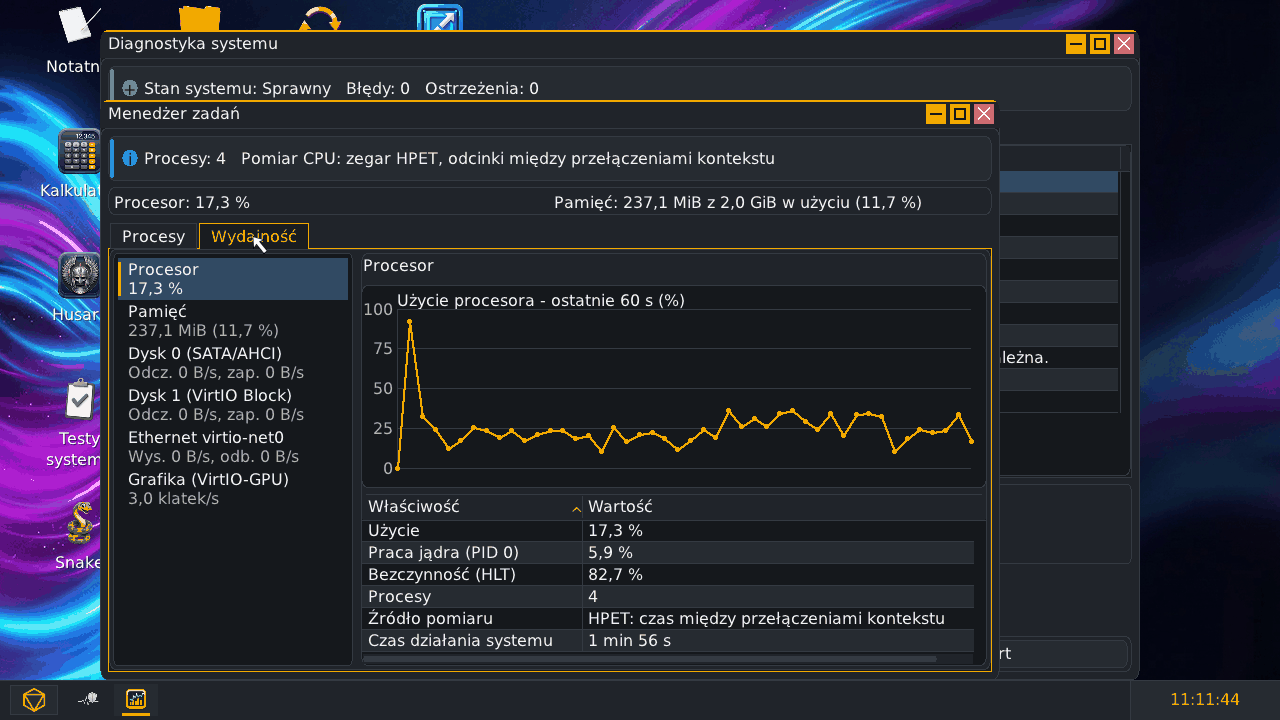 Notatn
Kalkulat
Husar
Testy
system
Snake
12,345
Diagnostyka systemu
Stan systemu: Sprawny Błędy: 0 Ostrzeżenia: 0
Menedżer zadań
Procesy: 4 Pomiar CPU: zegar HPET, odcinki między przełączeniami kontekstu
Procesor: 17,3 % Pamięć: 237,1 MiB z 2,0 GiB w użyciu (11,7 %)
Procesy Wydajność
Procesor
17,3 %
Pamięć
237,1 MiB (11,7 %)
Dysk 0 (SATA/AHCI)
Odcz. 0 B/s, zap. 0 B/s
Dysk 1 (VirtIO Block)
Odcz. 0 B/s, zap. 0 B/s
Ethernet virtio-net0
Wys. 0 B/s, odb. 0 B/s
Grafika (VirtIO-GPU)
3,0 klatek/s
Procesor
Użycie procesora - ostatnie 60 s (%)
100
75
50
25
0
Właściwość Wartość
Użycie 17,3 %
Praca jądra (PID 0) 5,9 %
Bezczynność (HLT) 82,7 %
Procesy 4
Źródło pomiaru HPET: czas między przełączeniami kontekstu
Czas działania systemu 1 min 56 s
ależna.
rt
11:11:44